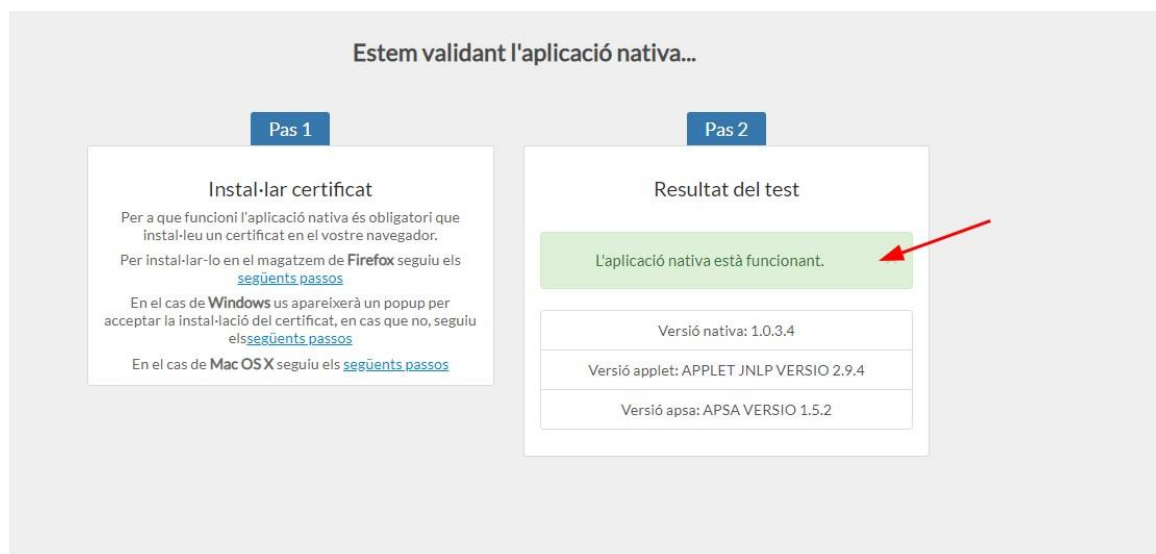 Estem validant l'aplicació nativa...
Pas 1
Instal·lar certificat
Per a que funcioni l'aplicació nativa és obligatori que
instal·leu un certificat en el vostre navegador.
Per instal·lar-lo en el magatzem de Firefox seguiu els
següents passos
En el cas de Windows us apareixerà un popup per
acceptar la instal·lació del certificat, en cas que no, seguiu
elssegüents passos
En el cas de Mac OS X seguiu els següents passos
Pas 2
Resultat del test
L'aplicació nativa està funcionant.
Versió nativa: 1.0.3.4
Versió applet: APPLET JNLP VERSIO 2.9.4
Versió apsa: APSA VERSIO 1.5.2